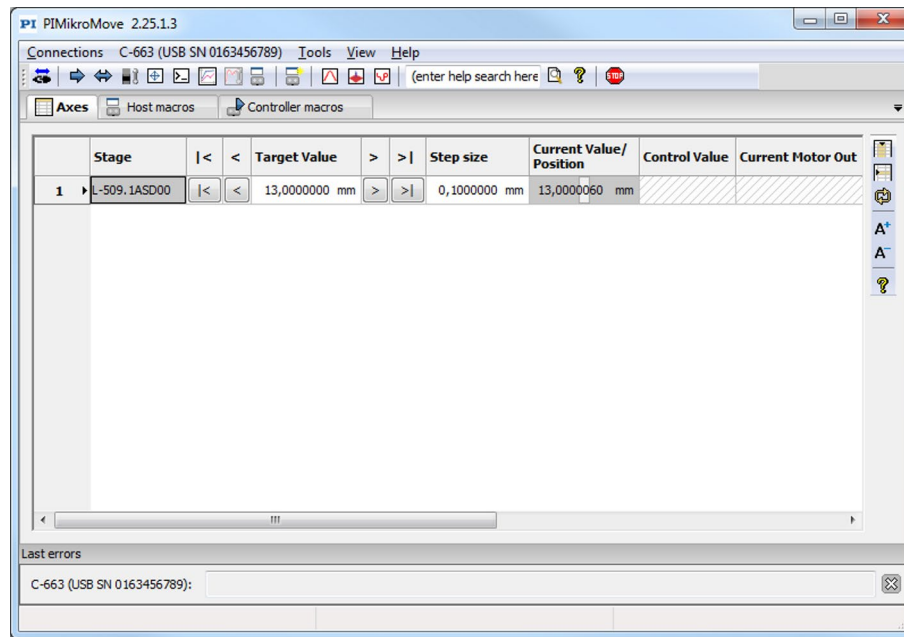 PI PIMikroMove 2.25.1.3
Connections C-663 (USB SN 0163456789) Tools View Help
(enter help search here STOP
Axes Host macros Controller macros
Stage |< < Target Value > >| Step size Current Value/ Position Control Value Current Motor Out
1 L-509.1ASD00 |< < 13,0000000 mm > >| 0,1000000 mm 13,0000060 mm
A+
A-
?
Last errors
C-663 (USB SN 0163456789):